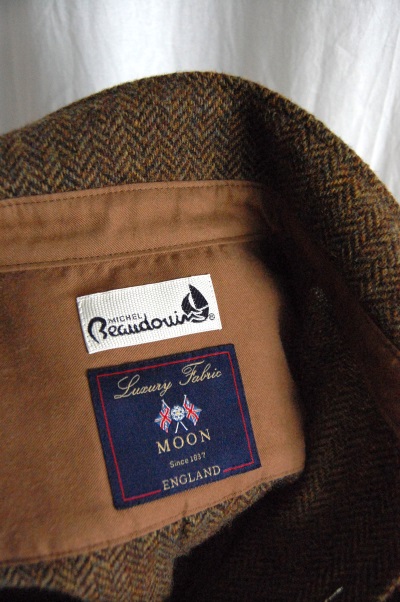 MICHEL
Beaudouin®
Luxury Fabric
MOON
Since 1837
ENGLAND